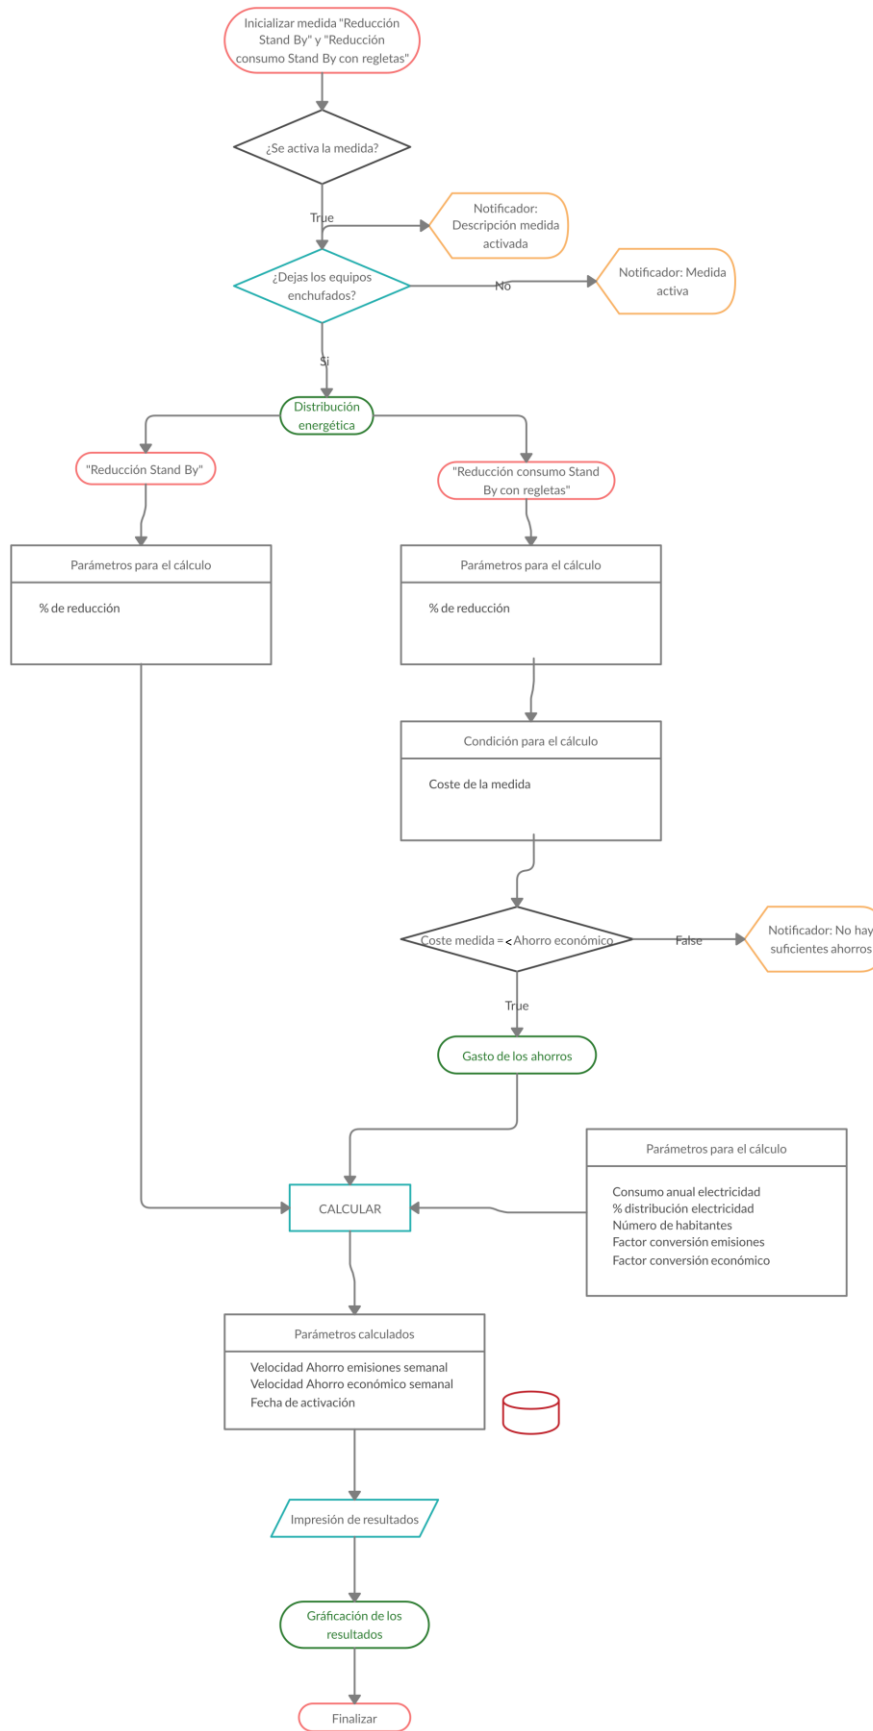 Inicializar medida "Reducción
Stand By" y "Reducción
consumo Stand By con regletas"
¿Se activa la medida?
True
Notificador:
Descripción medida
activada
¿Dejas los equipos
enchufados?
No
Notificador: Medida
activa
Si
Distribución
energética
"Reducción Stand By"
"Reducción consumo Stand
By con regletas"
Parámetros para el cálculo
% de reducción
Parámetros para el cálculo
% de reducción
Condición para el cálculo
Coste de la medida
Coste medida =< Ahorro económico
False
Notificador: No hay
suficientes ahorros
True
Gasto de los ahorros
Parámetros para el cálculo
Consumo anual electricidad
% distribución electricidad
Número de habitantes
Factor conversión emisiones
Factor conversión económico
CALCULAR
Parámetros calculados
Velocidad Ahorro emisiones semanal
Velocidad Ahorro económico semanal
Fecha de activación
Impresión de resultados
Gráficación de los
resultados
Finalizar